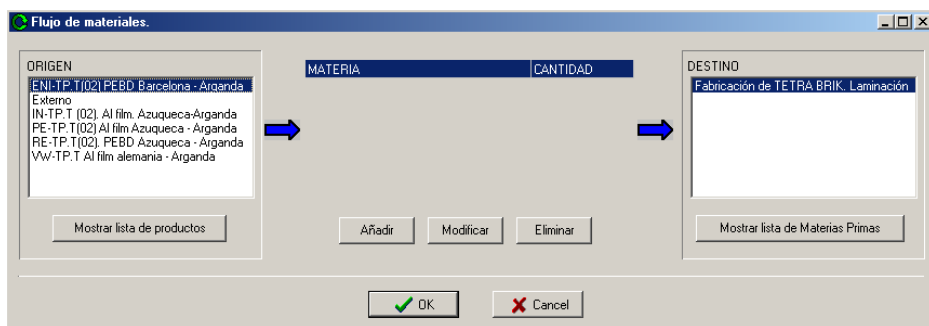 Flujo de materiales.
ORIGEN
ENI-TP.T(02) PEBD Barcelona - Arganda
Externo
IN-TP.T (02). Al film. Azuqueca-Arganda
PE-TP.T(02) Al film Azuqueca - Arganda
RE-TP.T(02). PEBD Azuqueca - Arganda
VW-TP.T Al film alemania - Arganda
Mostrar lista de productos
MATERIA CANTIDAD
Añadir Modificar Eliminar
DESTINO
Fabricación de TETRA BRIK. Laminación
Mostrar lista de Materias Primas
OK Cancel